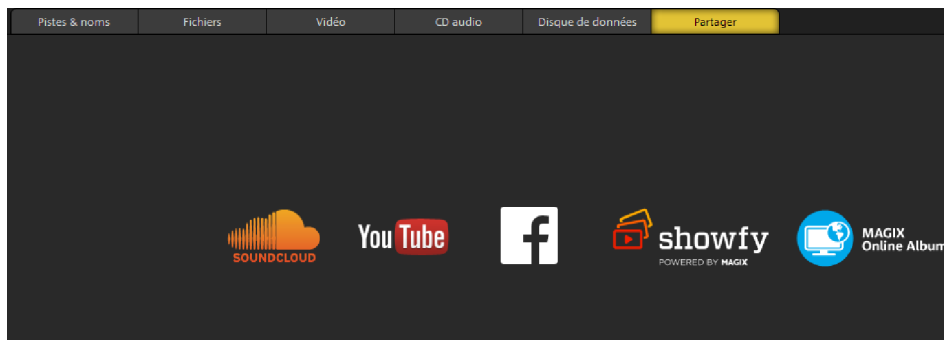 Pistes & noms
Fichiers
Vidéo
CD audio
Disque de données
Partager
SOUNDCLOUD
YouTube
f
showfy
POWERED BY MAGIX
MAGIX
Online Album